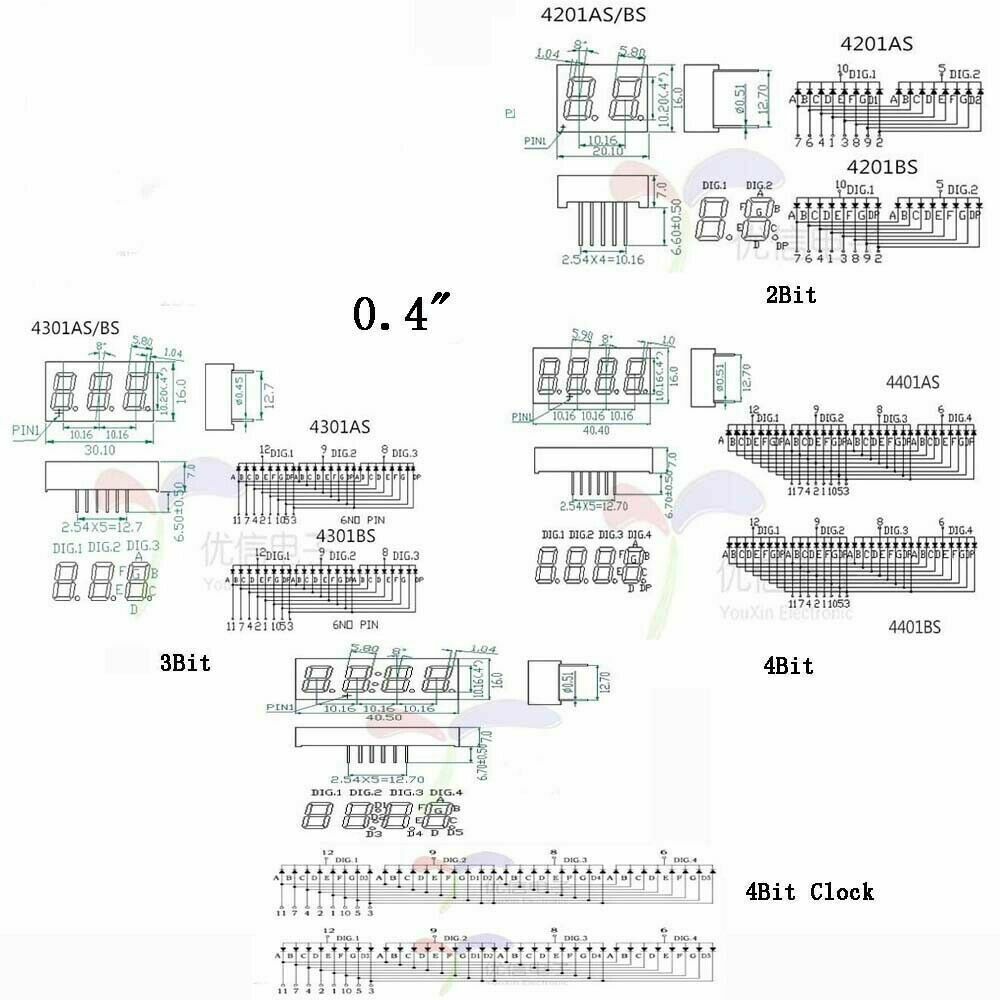 4201AS/BS
8°
5.80
1.04
10.20(.4")
16.0
PIN1
10.16
20.10
Ø0.51
12.70
4201AS
10 DIG.1
5 DIG.2
A B C D E F G D1 A B C D E F G D2
7 6 4 1 3 8 9 2
7.0
6.60±0.50
2.54X4=10.16
DIG.1 DIG.2
A
F G B
E C
D DP
4201BS
10 DIG.1
5 DIG.2
A B C D E F G DP A B C D E F G DP
7 6 4 1 3 8 9 2
2Bit
0.4"
4301AS/BS
8°
5.80
1.04
10.20(.4")
16.0
PIN1
10.16 10.16
30.10
Ø0.45
12.7
4301AS
12 DIG.1
9 DIG.2
8 DIG.3
A B C D E F G DP A B C D E F G DP A B C D E F G DP
11 7 4 2 1 10 5 3
6NO PIN
7.0
6.50±0.50
2.54X5=12.7
DIG.1 DIG.2 DIG.3
A
F G B
E C
D
4301BS
12 DIG.1
9 DIG.2
8 DIG.3
A B C D E F G DP A B C D E F G DP A B C D E F G DP
11 7 4 2 1 10 5 3
6NO PIN
3Bit
5.90
8°
1.0
10.16(.4")
16.0
PIN1
10.16 10.16 10.16
40.40
Ø0.51
12.70
4401AS
12 DIG.1
9 DIG.2
8 DIG.3
6 DIG.4
A B C D E F G DP A B C D E F G DP A B C D E F G DP A B C D E F G DP
11 7 4 2 1 10 5 3
7.0
6.70±0.50
2.54X5=12.70
DIG.1 DIG.2 DIG.3 DIG.4
A
F G B
E C
D DP
12 DIG.1
9 DIG.2
8 DIG.3
6 DIG.4
A B C D E F G DP A B C D E F G DP A B C D E F G DP A B C D E F G DP
11 7 4 2 1 10 5 3
4401BS
4Bit
优信电子
YouXin Electronic
5.80
8°
1.04
10.16(.4")
16.0
PIN1
10.16 10.16 10.16
40.50
Ø0.51
12.70
7.0
6.70±0.50
2.54X5=12.70
DIG.1 DIG.2 DIG.3 DIG.4
D1 A
F G B
E C
D3 D4 D D5
12 DIG.1
9 DIG.2
8 DIG.3
6 DIG.4
A B C D E F G D3 A B C D E F G D1 D2 A B C D E F G D4 A B C D E F G D5
11 7 4 2 1 10 5 3
4Bit Clock
12 DIG.1
9 DIG.2
8 DIG.3
6 DIG.4
A B C D E F G D3 A B C D E F G D1 D2 A B C D E F G D4 A B C D E F G D5
11 7 4 2 1 10 5 3